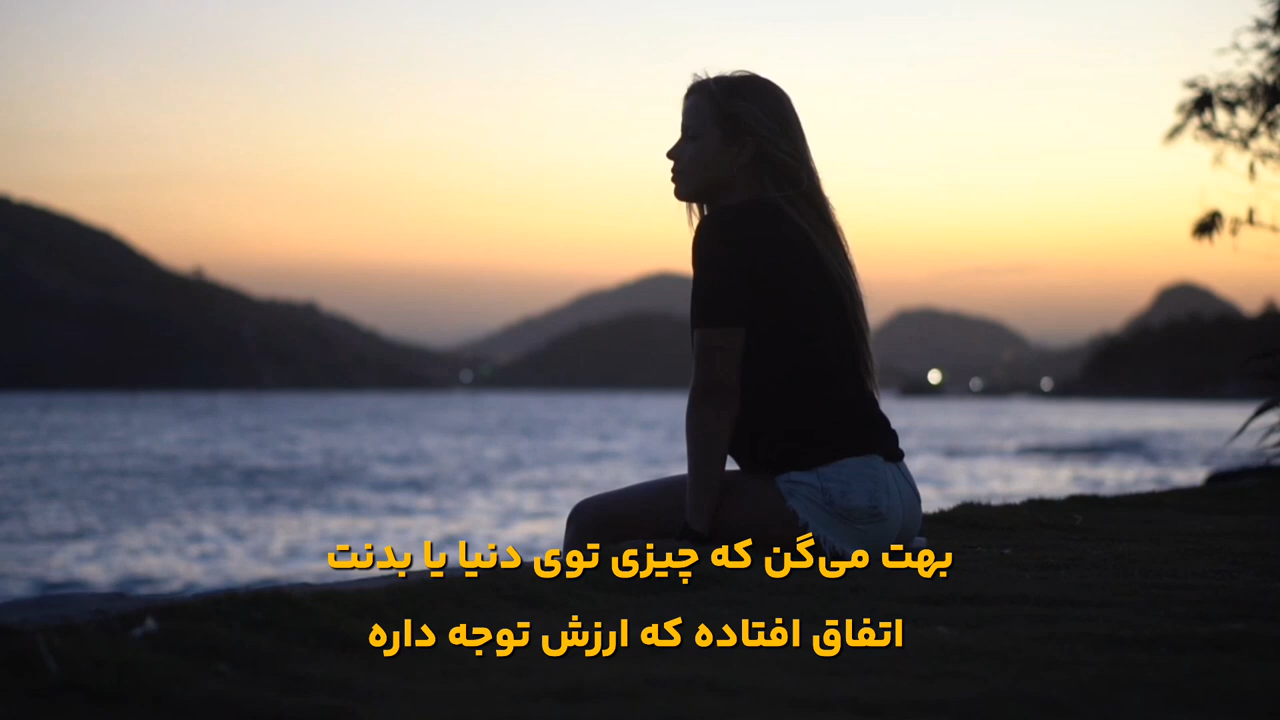 بهت می‌گن که چیزی توی دنیا یا بدنت
اتفاق افتاده که ارزش توجه داره